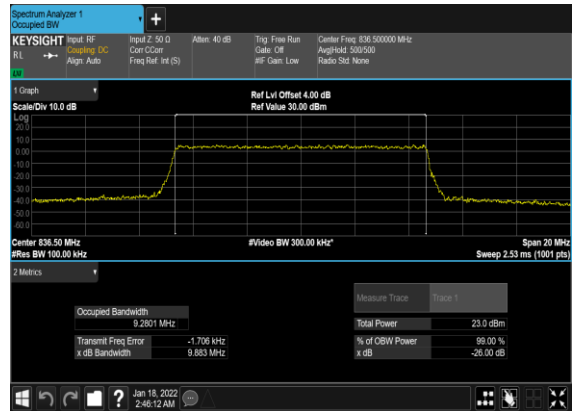 Spectrum Analyzer 1
Occupied BW
+
KEYSIGHT Input: RF Input Z: 50 Ω Atten: 40 dB Trig: Free Run Center Freq: 836.500000 MHz
RL Coupling: DC Corr CCorr Gate: Off Avg|Hold: 500/500
Align: Auto Freq Ref: Int (S) #IF Gain: Low Radio Std: None
1 Graph
Ref Lvl Offset 4.00 dB
Scale/Div 10.0 dB Ref Value 30.00 dBm
Log
20.0
10.0
0.00
-10.0
-20.0
-30.0
-40.0
-50.0
-60.0
Center 836.50 MHz #Video BW 300.00 kHz* Span 20 MHz
#Res BW 100.00 kHz Sweep 2.53 ms (1001 pts)
2 Metrics
Measure Trace Trace 1
Occupied Bandwidth
9.2801 MHz Total Power 23.0 dBm
Transmit Freq Error -1.706 kHz % of OBW Power 99.00 %
x dB Bandwidth 9.883 MHz x dB -26.00 dB
? Jan 18, 2022
2:46:12 AM